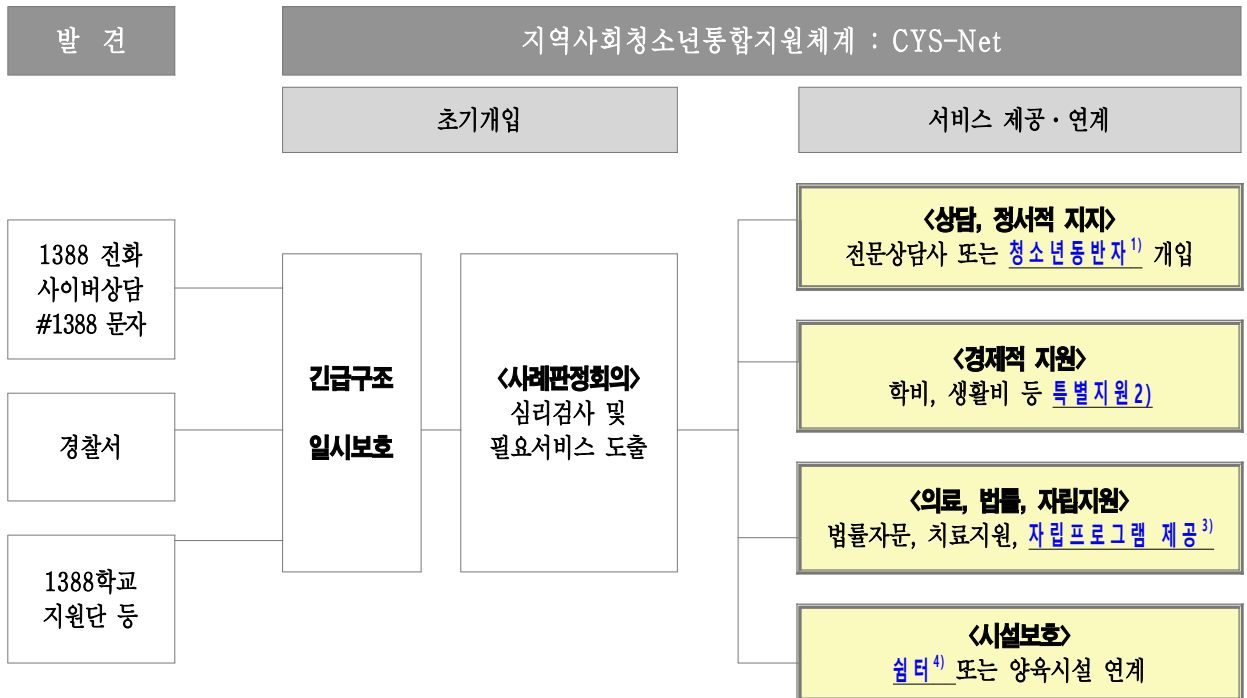 발 견
지역사회청소년통합지원체계 : CYS-Net
초기개입
서비스 제공·연계
1388 전화
사이버상담
#1388 문자
경찰서
1388학교
지원단 등
긴급구조
일시보호
<사례판정회의>
심리검사 및
필요서비스 도출
<상담, 정서적 지지>
전문상담사 또는 청소년동반자1) 개입
<경제적 지원>
학비, 생활비 등 특별지원2)
<의료, 법률, 자립지원>
법률자문, 치료지원, 자립프로그램 제공3)
<시설보호>
쉼터4) 또는 양육시설 연계